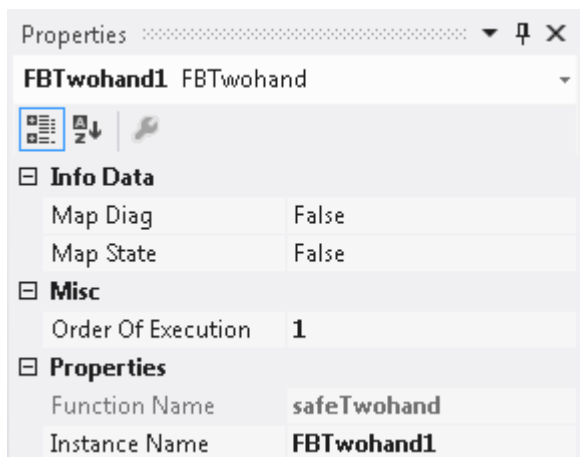 Properties
FBTwohand1 FBTwohand
Info Data
Map Diag False
Map State False
Misc
Order Of Execution 1
Properties
Function Name safeTwohand
Instance Name FBTwohand1